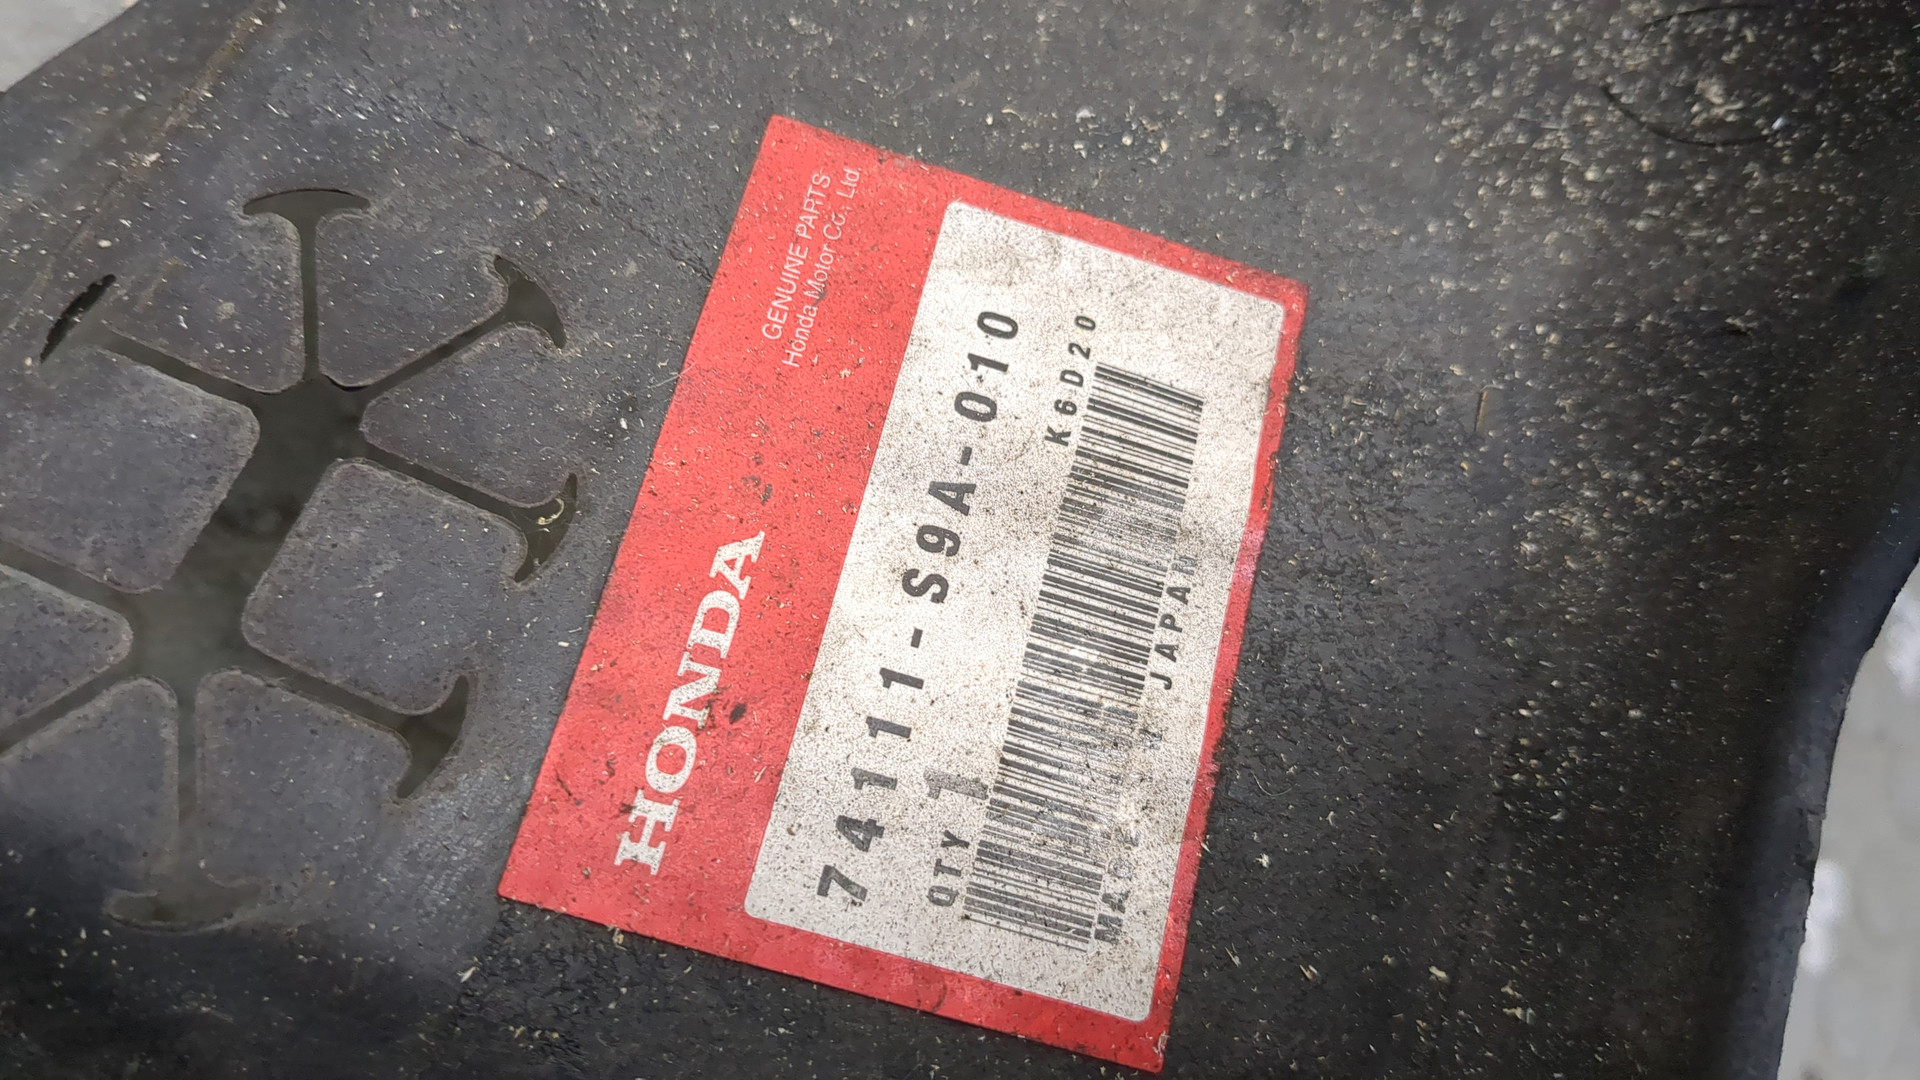 GENUINE PARTS
Honda Motor Co., Ltd.
HONDA
74111-S9A-010
QTY 1
K6D20
MADE IN JAPAN